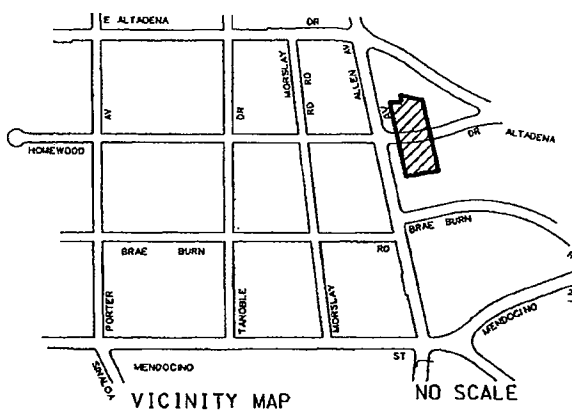 E ALTADENA DR
MORSLAY RD
AV
DR
RD
ALLEN AV
AV
DR ALTADENA
HOMEWOOD
BRAE BURN RD
BRAE BURN
PORTER
TANOBLE
MORSLAY
MENDOCINO
ST
SINALOA
MENDOCINO
VICINITY MAP
NO SCALE